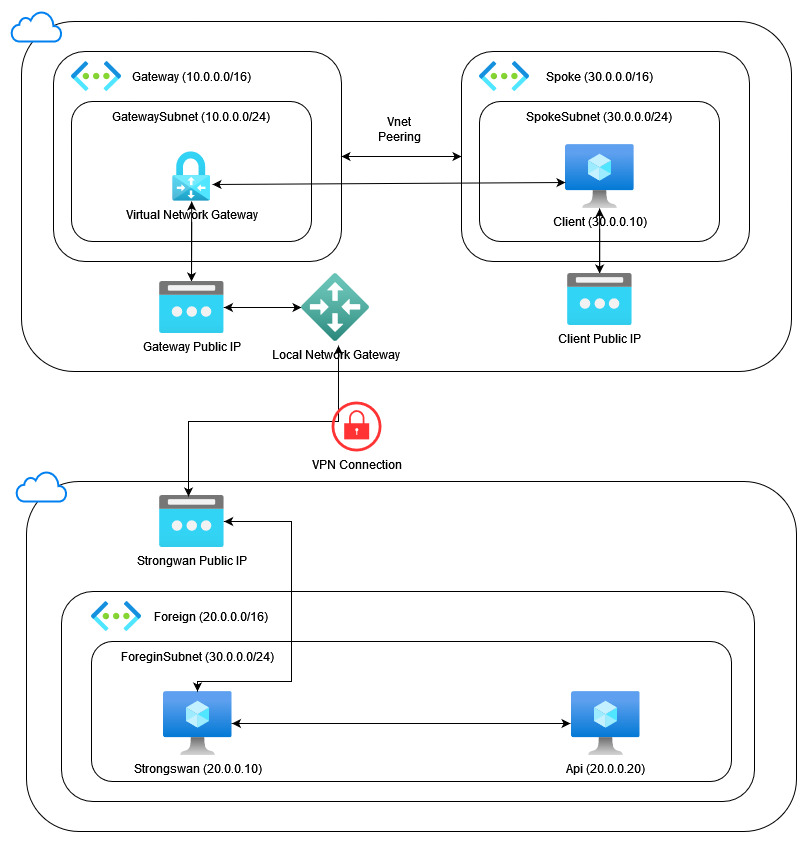 Gateway (10.0.0.0/16)
Spoke (30.0.0.0/16)
GatewaySubnet (10.0.0.0/24)
Vnet
Peering
SpokeSubnet (30.0.0.0/24)
Virtual Network Gateway
Client (30.0.0.10)
Gateway Public IP
Local Network Gateway
Client Public IP
VPN Connection
Strongwan Public IP
Foreign (20.0.0.0/16)
ForeginSubnet (30.0.0.0/24)
Strongswan (20.0.0.10)
Api (20.0.0.20)